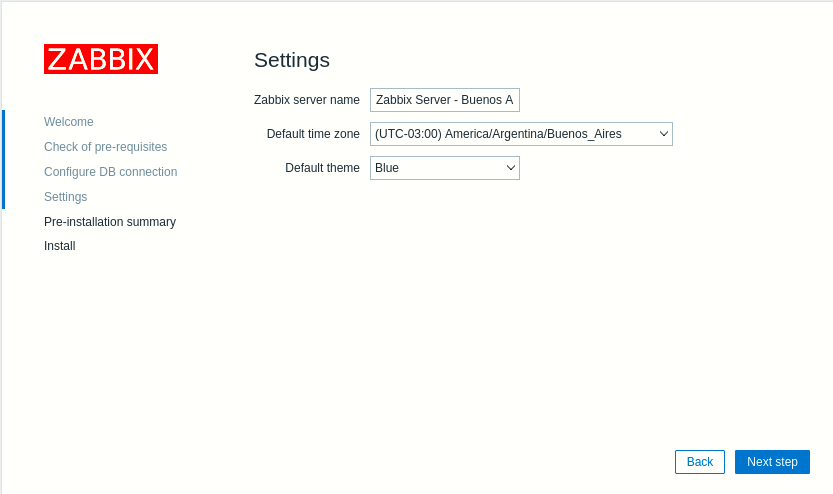 ZABBIX
Welcome
Check of pre-requisites
Configure DB connection
Settings
Pre-installation summary
Install
Settings
Zabbix server name Zabbix Server - Buenos A
Default time zone (UTC-03:00) America/Argentina/Buenos_Aires
Default theme Blue
Back Next step